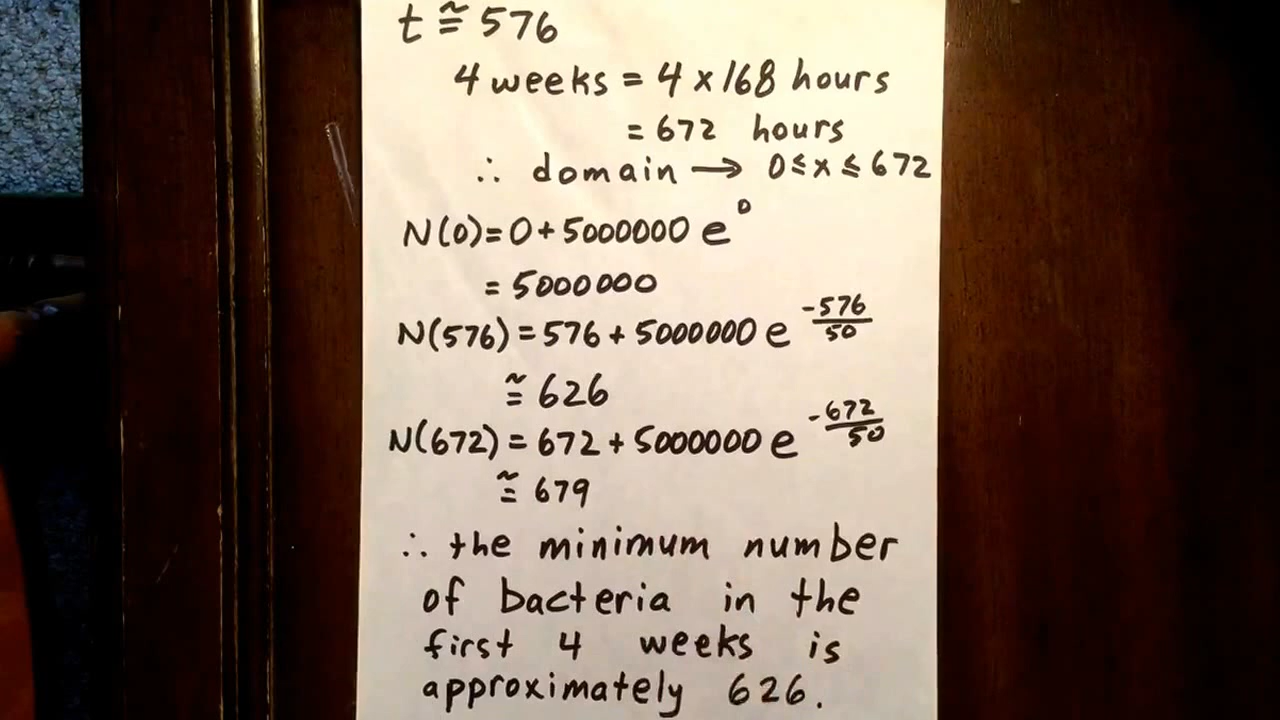 t ≅ 576
4 weeks = 4 x 168 hours
= 672 hours
∴ domain → 0 ≤ x ≤ 672
N(0) = 0 + 5000000 e^0
= 5000000
N(576) = 576 + 5000000 e^(-576/50)
≅ 626
N(672) = 672 + 5000000 e^(-672/50)
≅ 679
∴ the minimum number
of bacteria in the
first 4 weeks is
approximately 626.